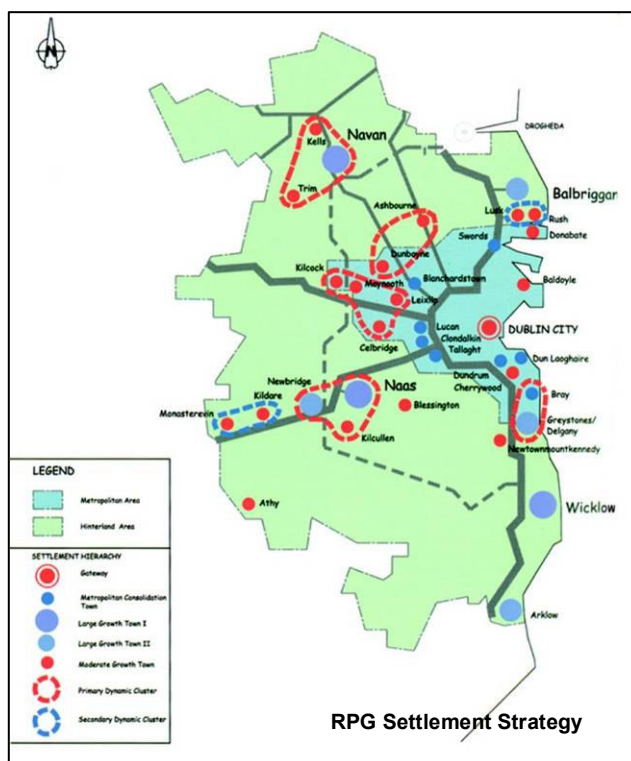 N
DROGHEDA
Navan
Kells
Trim
Balbriggan
Ashbourne
Lusk
Rush
Donabate
Swords
Dunboyne
Kilcock
Maynooth
Blanchardstown
Baldoyle
Leixlip
DUBLIN CITY
Lucan
Clondalkin
Tallaght
Celbridge
Dun Laoghaire
Dundrum
Cherrywood
Bray
Newbridge
Naas
Kildare
Monasterevin
Blessington
Greystones/
Delgany
Kilcullen
Newtownmountkennedy
Athy
Wicklow
Arklow
LEGEND
Metropolitan Area
Hinterland Area
SETTLEMENT HIERARCHY
Gateway
Metropolitan Consolidation
Town
Large Growth Town I
Large Growth Town II
Moderate Growth Town
Primary Dynamic Cluster
Secondary Dynamic Cluster
RPG Settlement Strategy